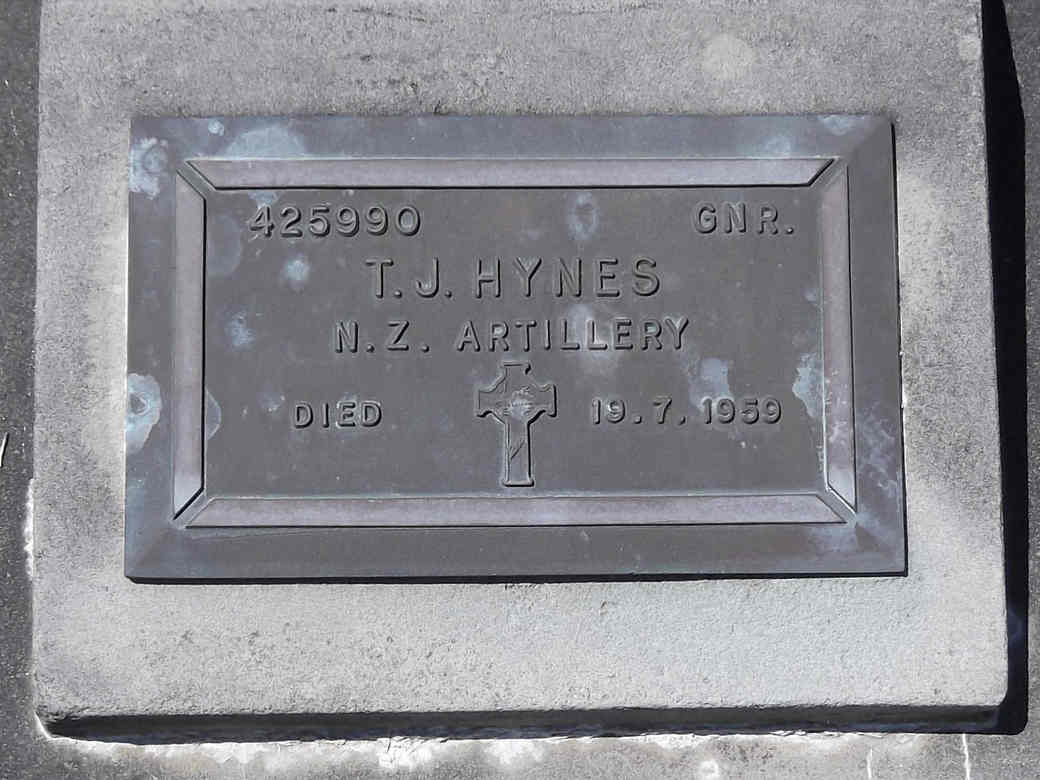 425990 GNR.
T. J. HYNES
N. Z. ARTILLERY
DIED 19. 7. 1959